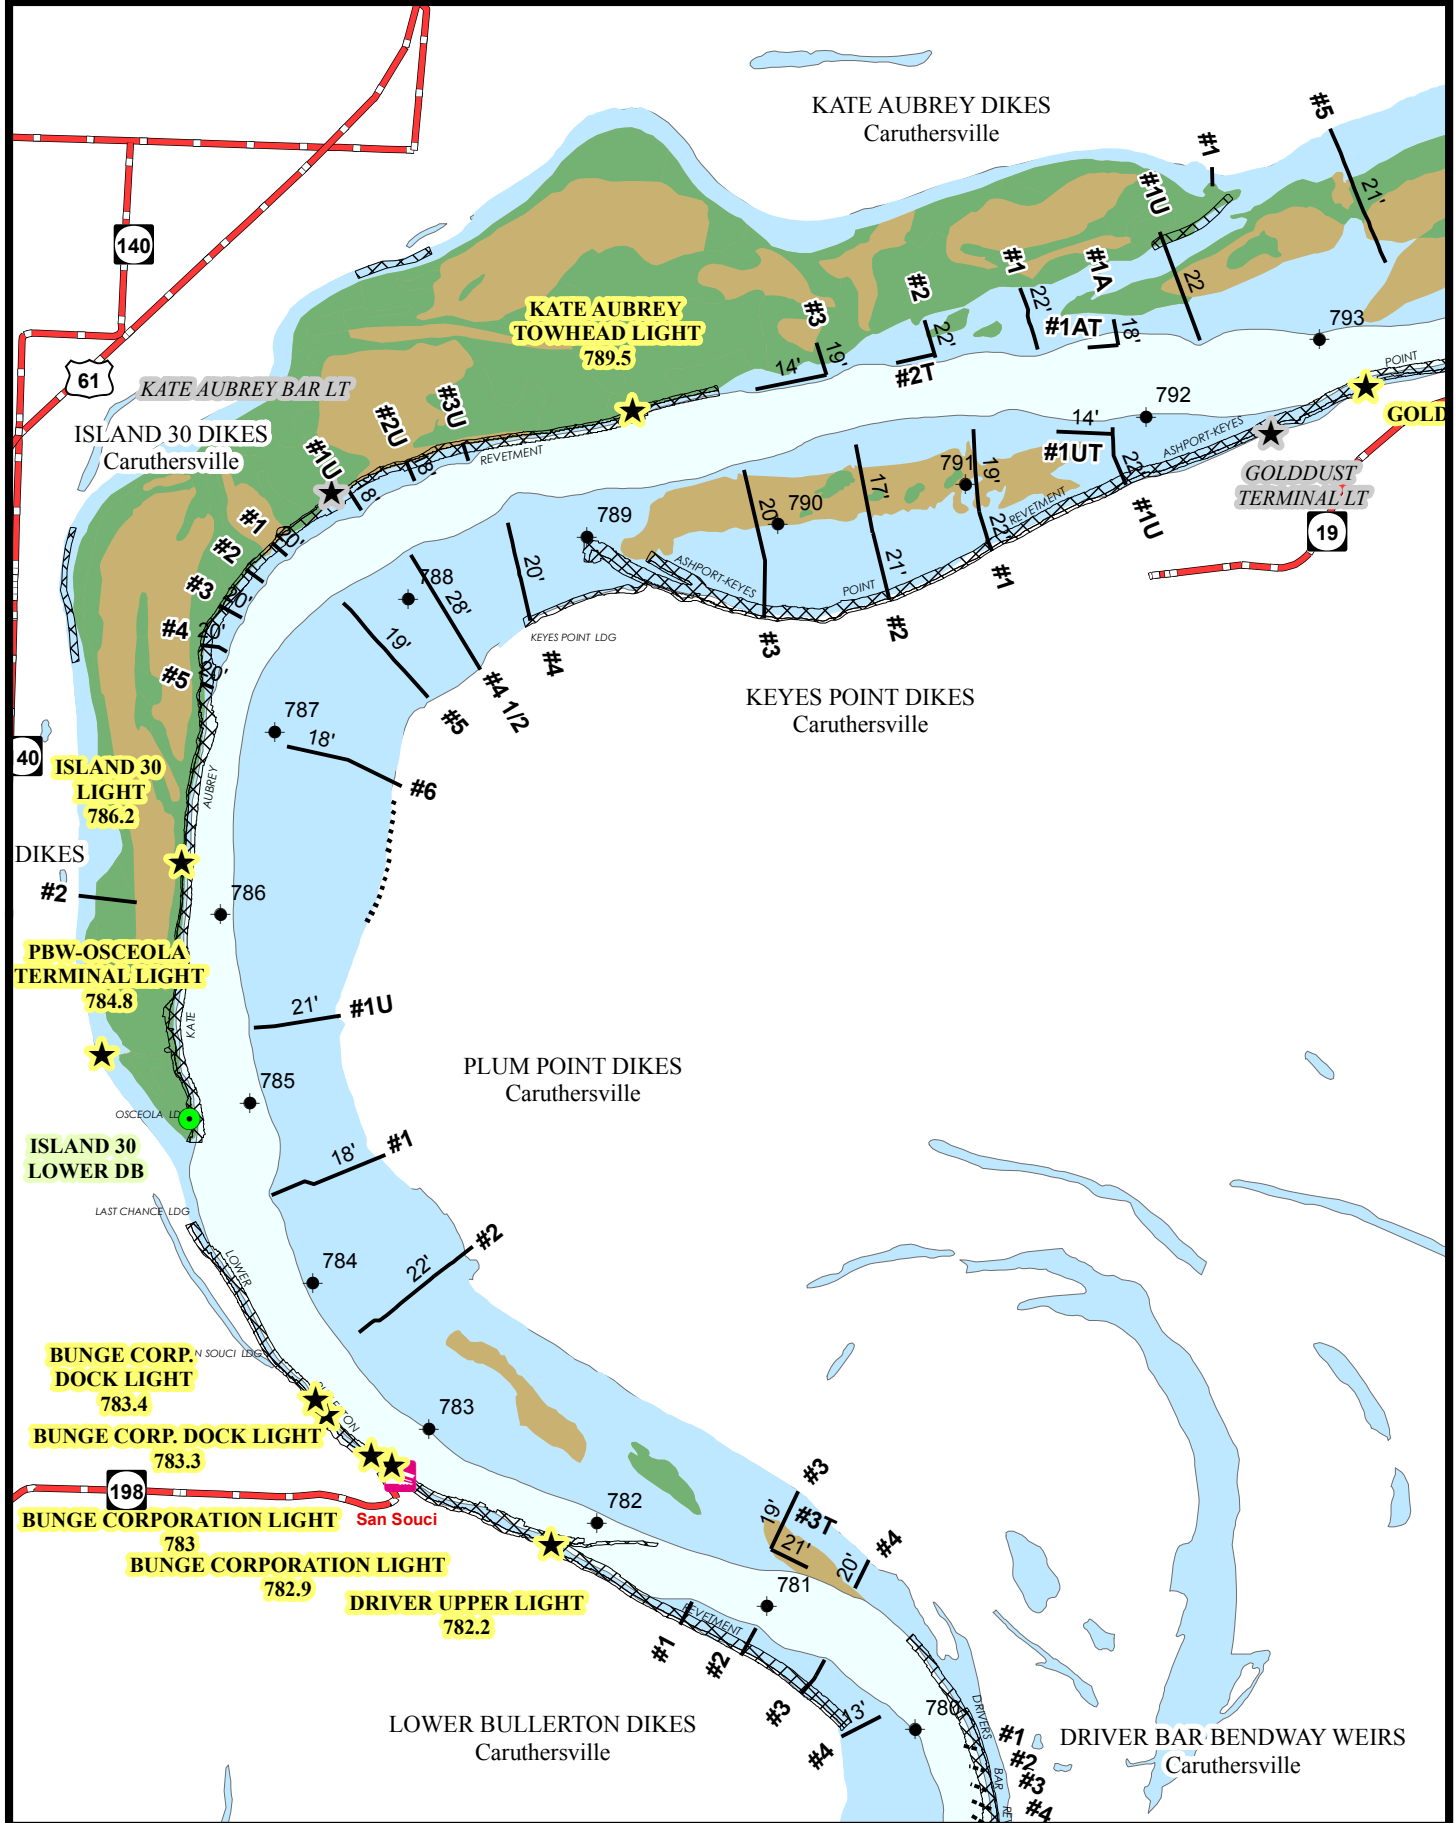 KATE AUBREY DIKES
Caruthersville
#5
21'
#1
#1U
22
140
KATE AUBREY
TOWHEAD LIGHT
789.5
#3
19'
14'
#2
22'
#2T
#1
22'
#1A
#1AT
18'
793
POINT
61
KATE AUBREY BAR LT
#3U
#2U
#1U
8'
8'
REVETMENT
792
14'
#1UT
22'
#1U
ASHPORT-KEYES
GOLD
GOLDDUST
TERMINAL LT
19
ISLAND 30 DIKES
Caruthersville
#1
20'
#2
#3
20'
#4
20'
#5
20'
789
790
791
20'
17'
19'
22'
21'
REVETMENT
ASHPORT-KEYES
POINT
#1
#2
#3
788
28'
20'
19'
KEYES POINT LDG
#4
#4 1/2
#5
KEYES POINT DIKES
Caruthersville
787
18'
#6
40
ISLAND 30
LIGHT
786.2
AUBREY
DIKES
#2
786
PBW-OSCEOLA
TERMINAL LIGHT
784.8
KATE
21'
#1U
PLUM POINT DIKES
Caruthersville
785
OSCEOLA LD
ISLAND 30
LOWER DB
18'
#1
LAST CHANCE LDG
LOWER
784
22'
#2
N SOUCI LDG
BUNGE CORP.
DOCK LIGHT
783.4
783
BUNGE CORP. DOCK LIGHT
783.3
198
San Souci
BUNGE CORPORATION LIGHT
783
BUNGE CORPORATION LIGHT
782.9
782
DRIVER UPPER LIGHT
782.2
#3
19'
#3T
21'
20'
#4
781
REVETMENT
#1
#2
#3
13'
#4
LOWER BULLERTON DIKES
Caruthersville
780
DRIVERS
BAR
#1
#2
#3
#4
DRIVER BAR BENDWAY WEIRS
Caruthersville